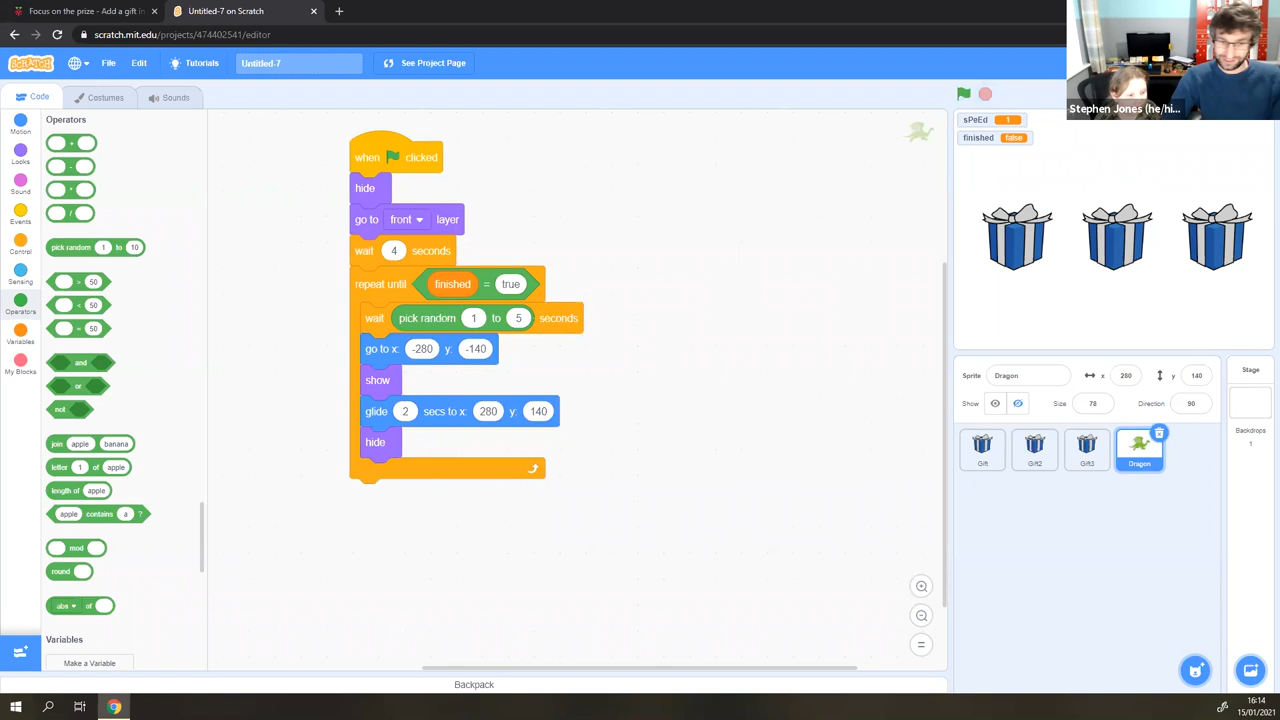 Focus on the prize - Add a gift in
Untitled-7 on Scratch
scratch.mit.edu/projects/474402541/editor
SCRATCH File Edit Tutorials Untitled-7 See Project Page
Stephen Jones (he/hi...
Code Costumes Sounds
Motion
Looks
Sound
Events
Control
Sensing
Operators
Variables
My Blocks
Operators
+
-
*
/
pick random 1 to 10
> 50
< 50
= 50
and
or
not
join apple banana
letter 1 of apple
length of apple
apple contains a ?
mod
round
abs of
Variables
Make a Variable
when clicked
hide
go to front layer
wait 4 seconds
repeat until finished = true
wait pick random 1 to 5 seconds
go to x: -280 y: -140
show
glide 2 secs to x: 280 y: 140
hide
sPeEd 1
finished false
Sprite Dragon x 280 y 140
Show Size 78 Direction 90
Gift Gift2 Gift3 Dragon
Stage
Backdrops
1
Backpack
16:14
15/01/2021